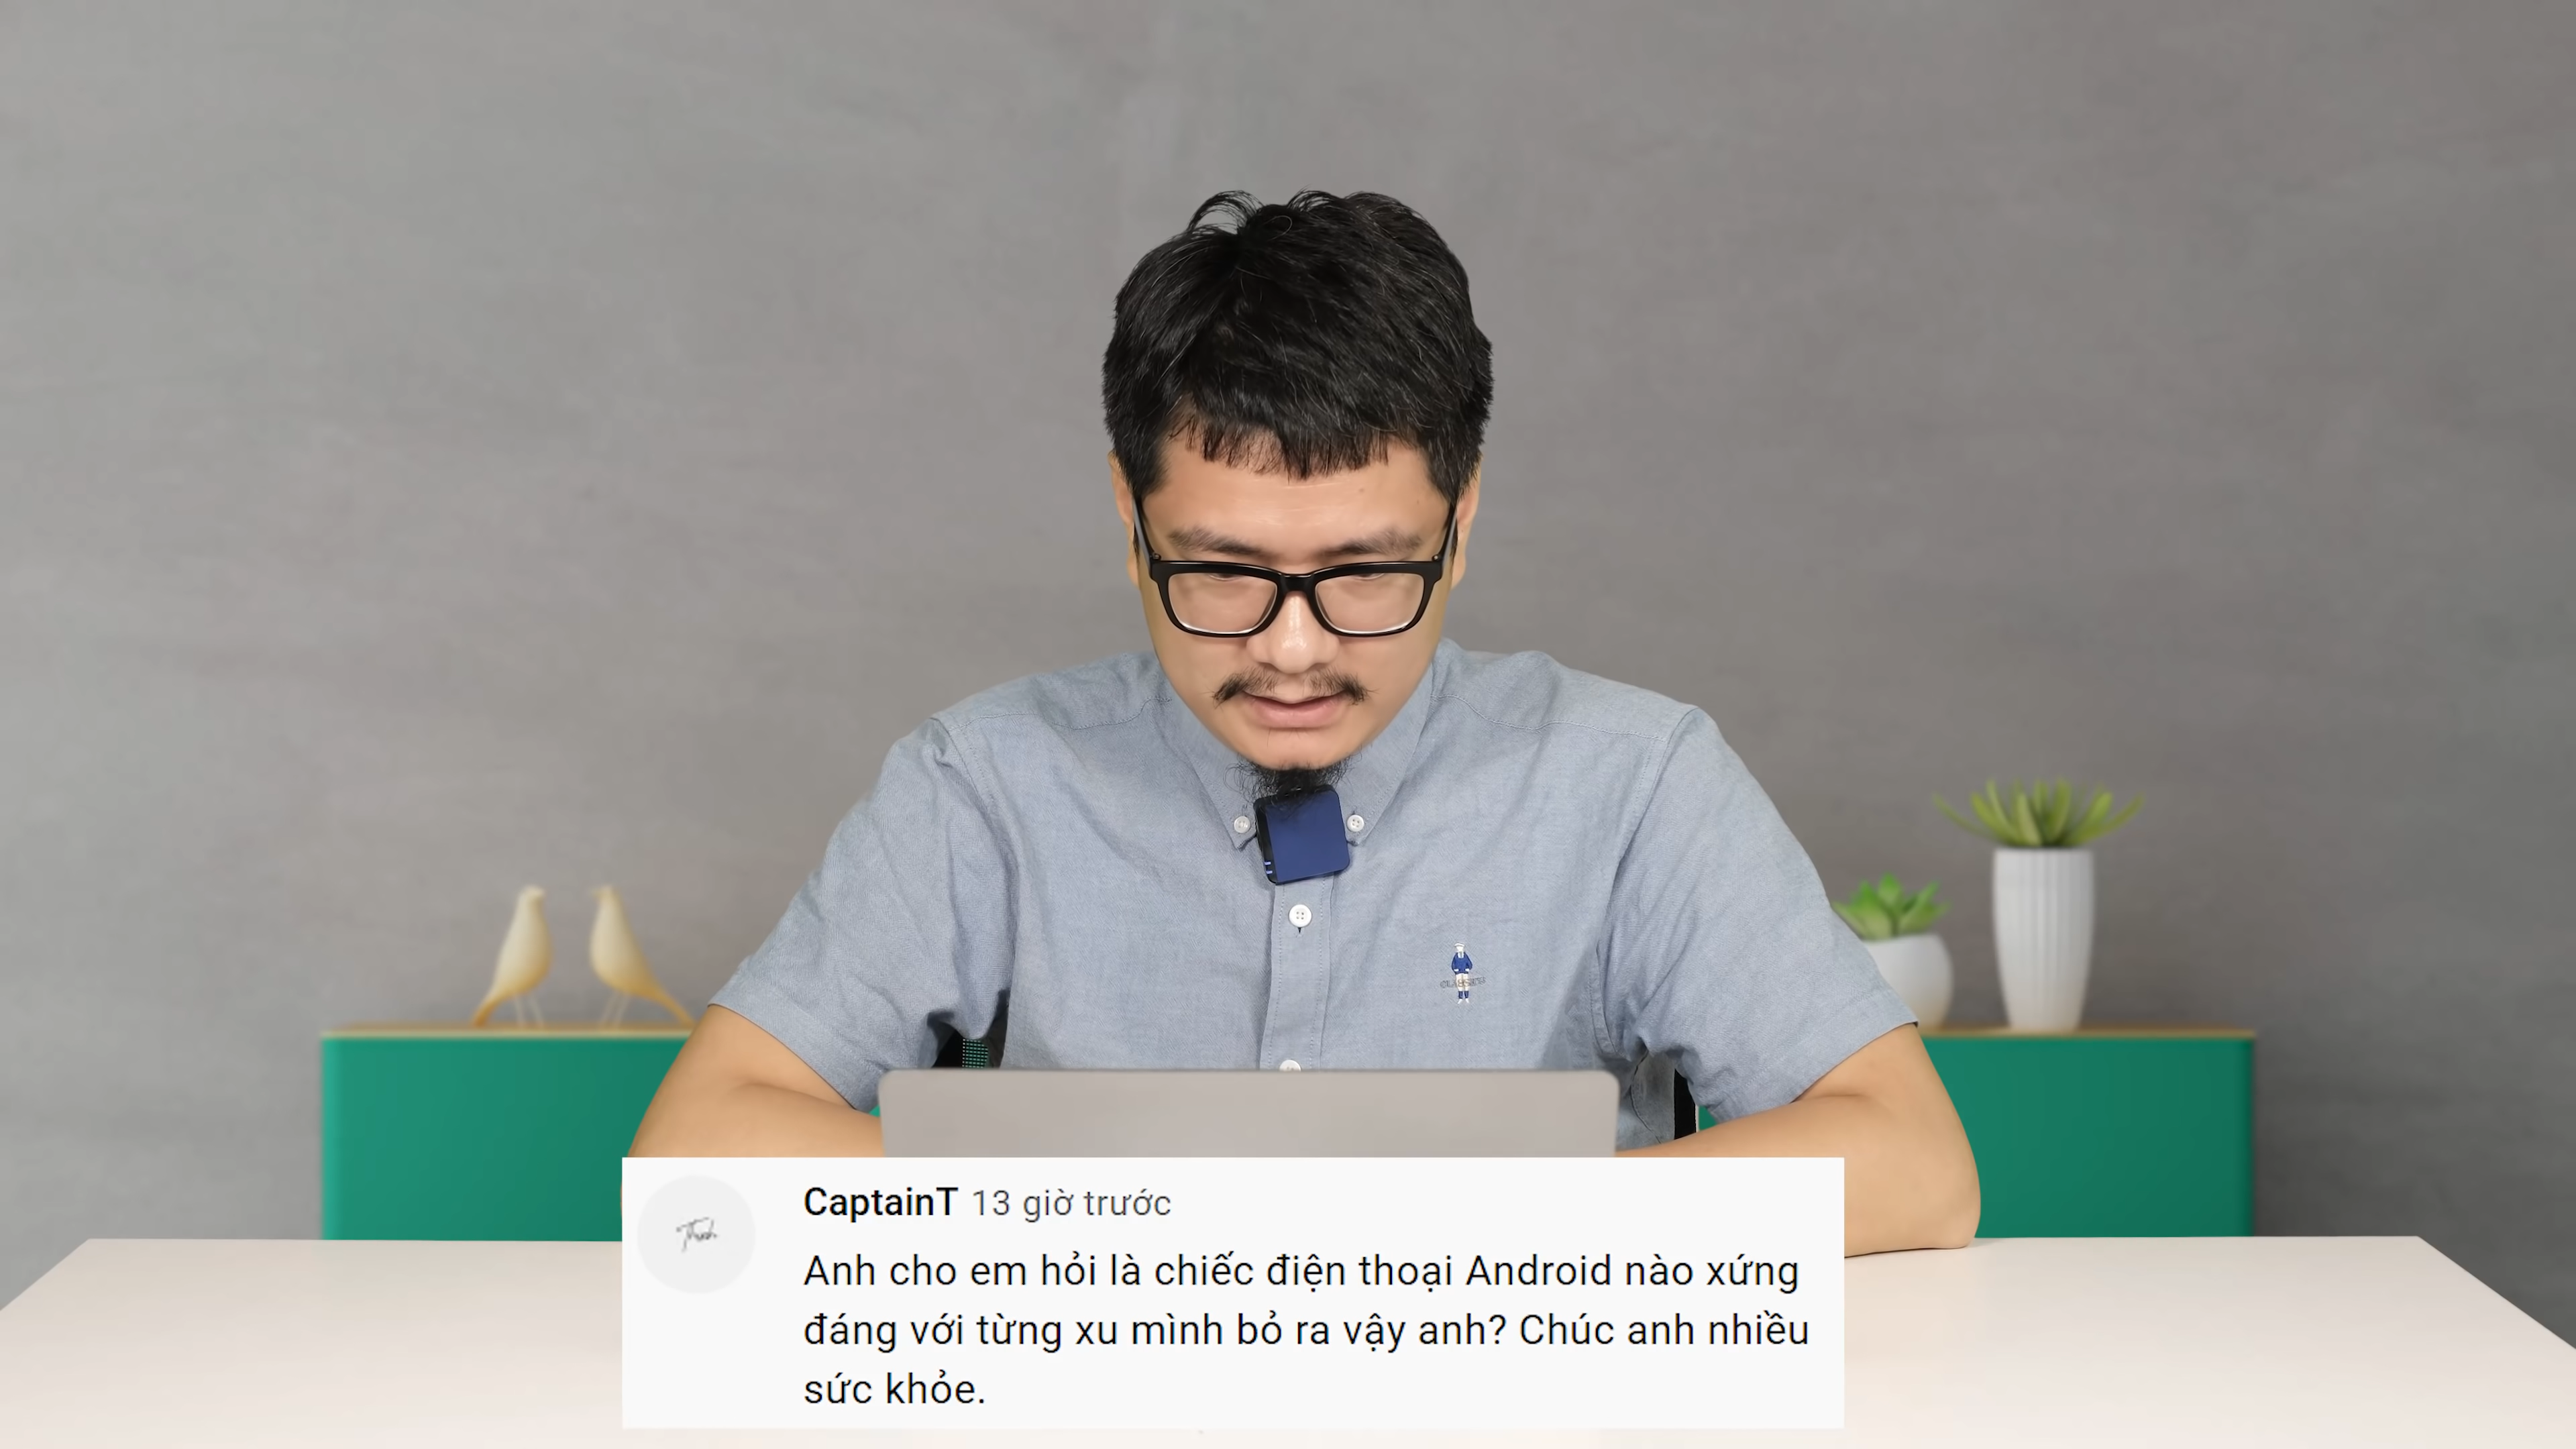 CaptainT 13 giờ trước
Anh cho em hỏi là chiếc điện thoại Android nào xứng
đáng với từng xu mình bỏ ra vậy anh? Chúc anh nhiều
sức khỏe.